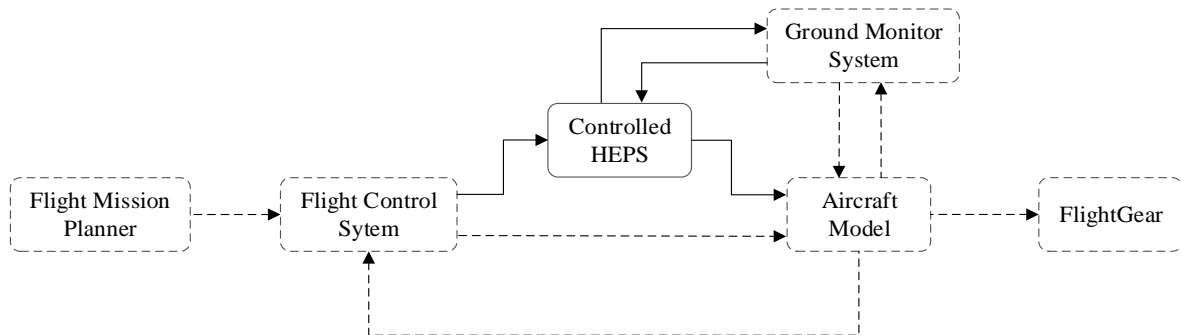 Ground Monitor
System
Controlled
HEPS
Flight Mission
Planner
Flight Control
Sytem
Aircraft
Model
FlightGear